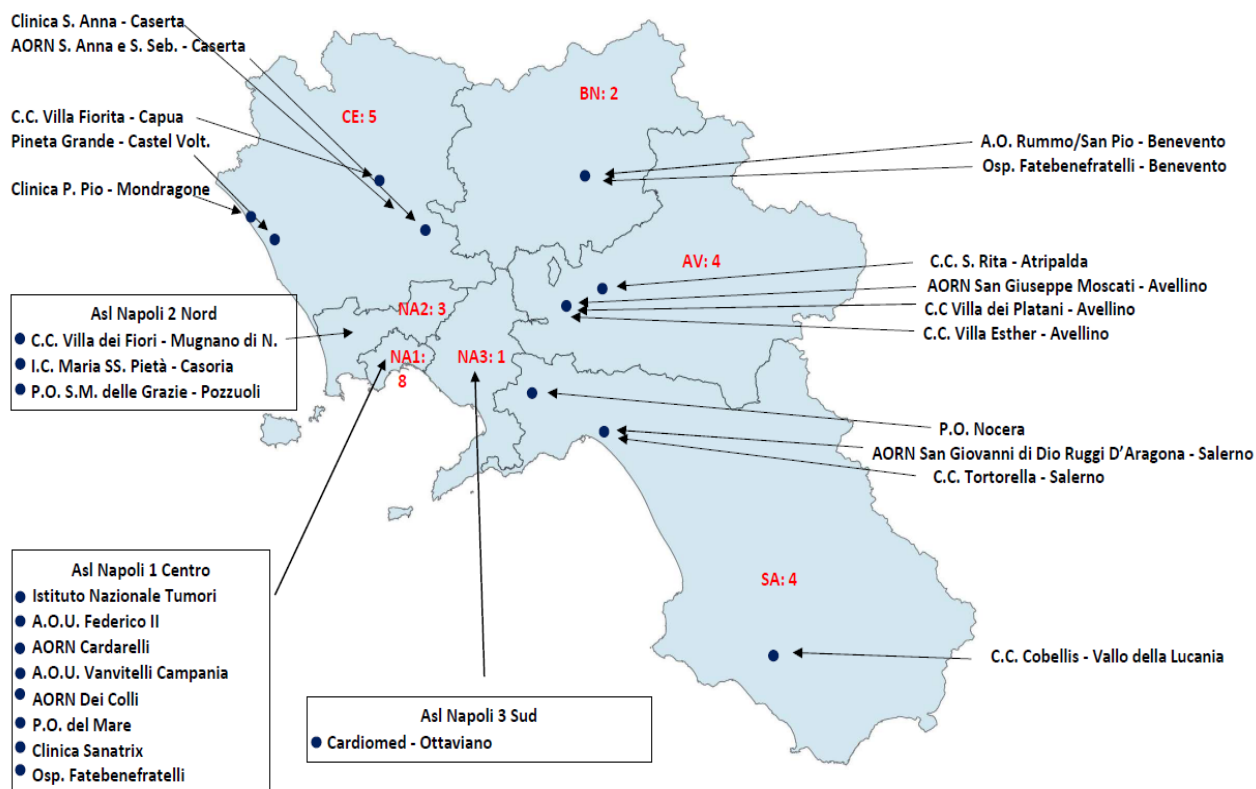 Clinica S. Anna - Caserta
AORN S. Anna e S. Seb. - Caserta
C.C. Villa Fiorita - Capua
Pineta Grande - Castel Volt.
Clinica P. Pio - Mondragone
CE: 5
BN: 2
A.O. Rummo/San Pio - Benevento
Osp. Fatebenefratelli - Benevento
AV: 4
C.C. S. Rita - Atripalda
AORN San Giuseppe Moscati - Avellino
C.C Villa dei Platani - Avellino
C.C. Villa Esther - Avellino
NA2: 3
NA1:
8
NA3: 1
Asl Napoli 2 Nord
C.C. Villa dei Fiori - Mugnano di N.
I.C. Maria SS. Pietà - Casoria
P.O. S.M. delle Grazie - Pozzuoli
P.O. Nocera
AORN San Giovanni di Dio Ruggi D'Aragona - Salerno
C.C. Tortorella - Salerno
SA: 4
C.C. Cobellis - Vallo della Lucania
Asl Napoli 1 Centro
Istituto Nazionale Tumori
A.O.U. Federico II
AORN Cardarelli
A.O.U. Vanvitelli Campania
AORN Dei Colli
P.O. del Mare
Clinica Sanatrix
Osp. Fatebenefratelli
Asl Napoli 3 Sud
Cardiomed - Ottaviano